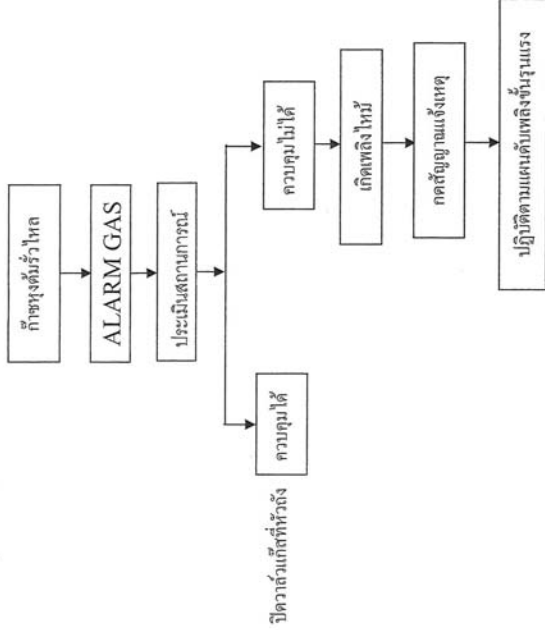 ก๊าซหุงต้มรั่วไหล
ALARM GAS
ประเมินสถานการณ์
ควบคุมได้
ควบคุมไม่ได้
ปิดวาล์วแก๊สที่หัวถัง
เกิดเพลิงไหม้
กดสัญญาณแจ้งเหตุ
ปฏิบัติตามแผนดับเพลิงขั้นรุนแรง